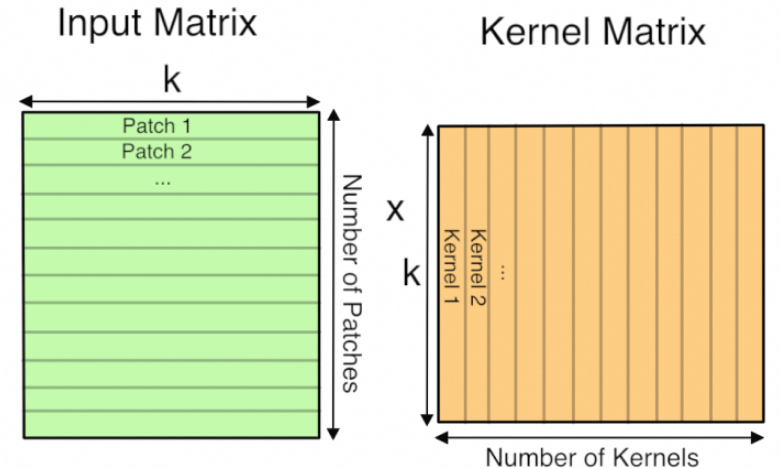 Input Matrix
k
Patch 1
Patch 2
...
Number of Patches
x
Kernel Matrix
k
Kernel 1
Kernel 2
...
Number of Kernels